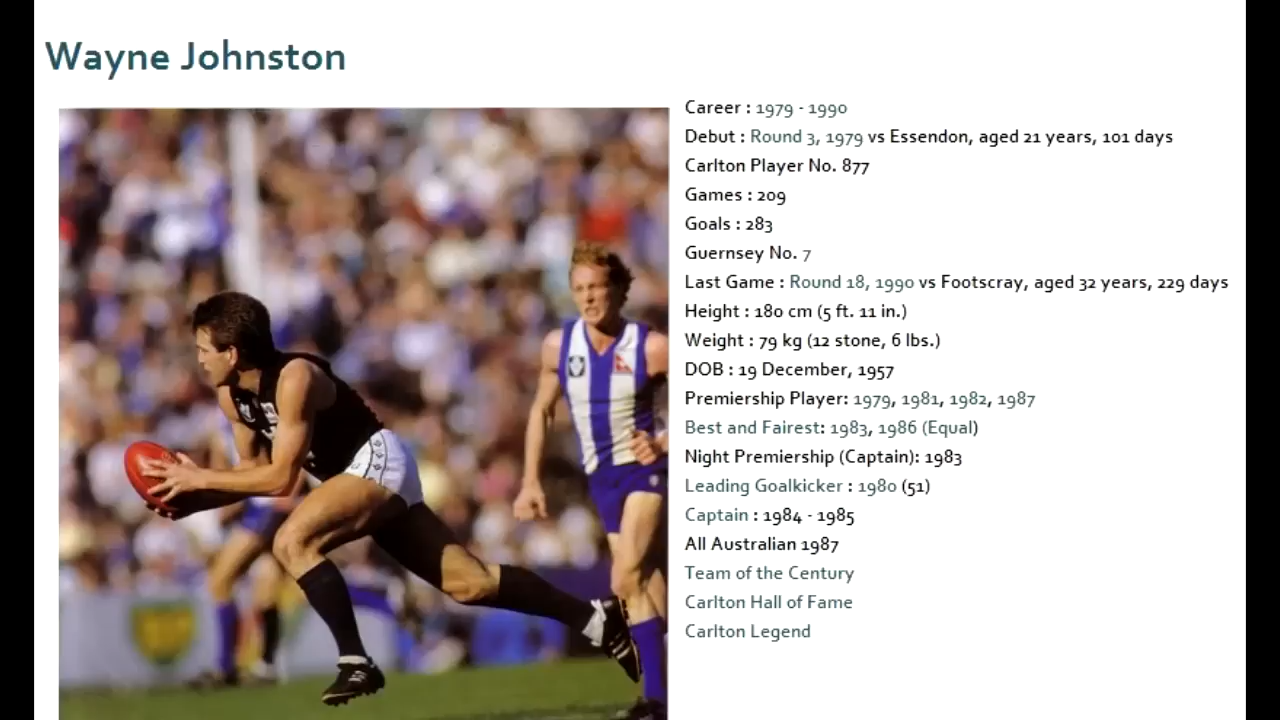 Wayne Johnston
Career : 1979 - 1990
Debut : Round 3, 1979 vs Essendon, aged 21 years, 101 days
Carlton Player No. 877
Games : 209
Goals : 283
Guernsey No. 7
Last Game : Round 18, 1990 vs Footscray, aged 32 years, 229 days
Height : 180 cm (5 ft. 11 in.)
Weight : 79 kg (12 stone, 6 lbs.)
DOB : 19 December, 1957
Premiership Player: 1979, 1981, 1982, 1987
Best and Fairest: 1983, 1986 (Equal)
Night Premiership (Captain): 1983
Leading Goalkicker : 1980 (51)
Captain : 1984 - 1985
All Australian 1987
Team of the Century
Carlton Hall of Fame
Carlton Legend